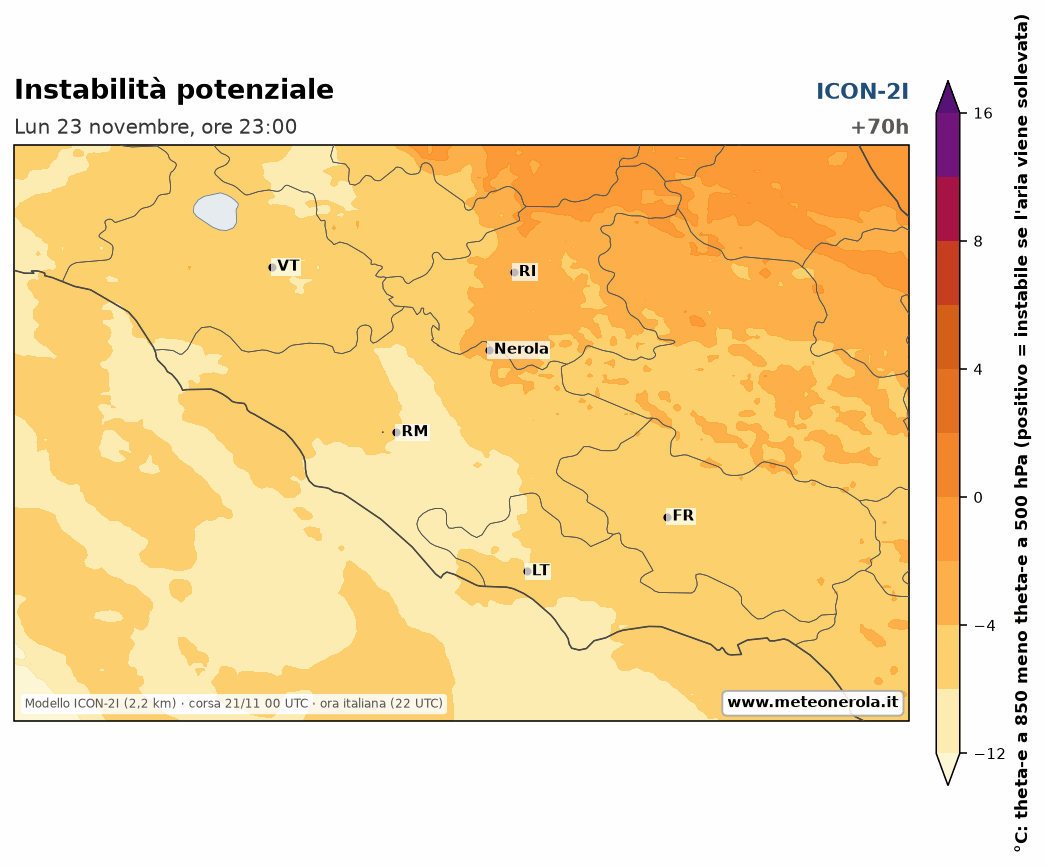 Instabilità potenziale
ICON-2I
Lun 23 novembre, ore 23:00
+70h
VT
RI
Nerola
RM
FR
LT
Modello ICON-2I (2,2 km) · corsa 21/11 00 UTC · ora italiana (22 UTC)
www.meteonerola.it
16
8
4
0
−4
−12
°C: theta-e a 850 meno theta-e a 500 hPa (positivo = instabile se l'aria viene sollevata)